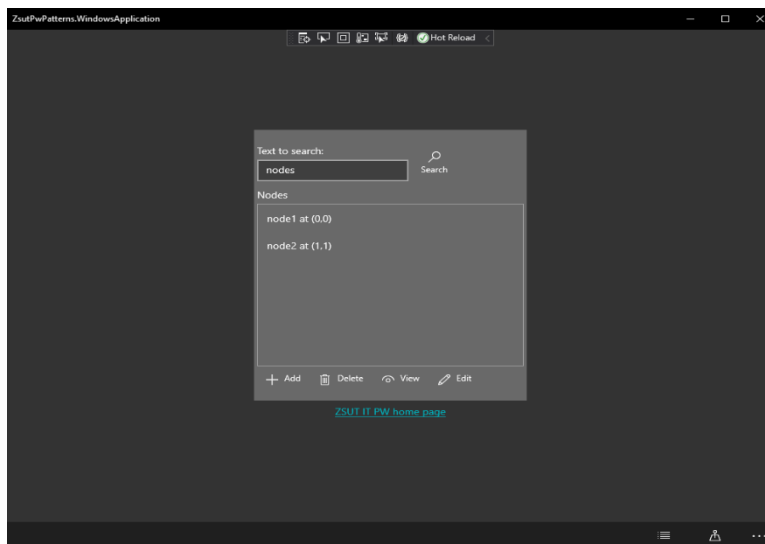 ZsutPwPatterns.WindowsApplication
Hot Reload
Text to search:
nodes
Search
Nodes
node1 at (0,0)
node2 at (1,1)
Add Delete View Edit
ZSUT IT PW home page